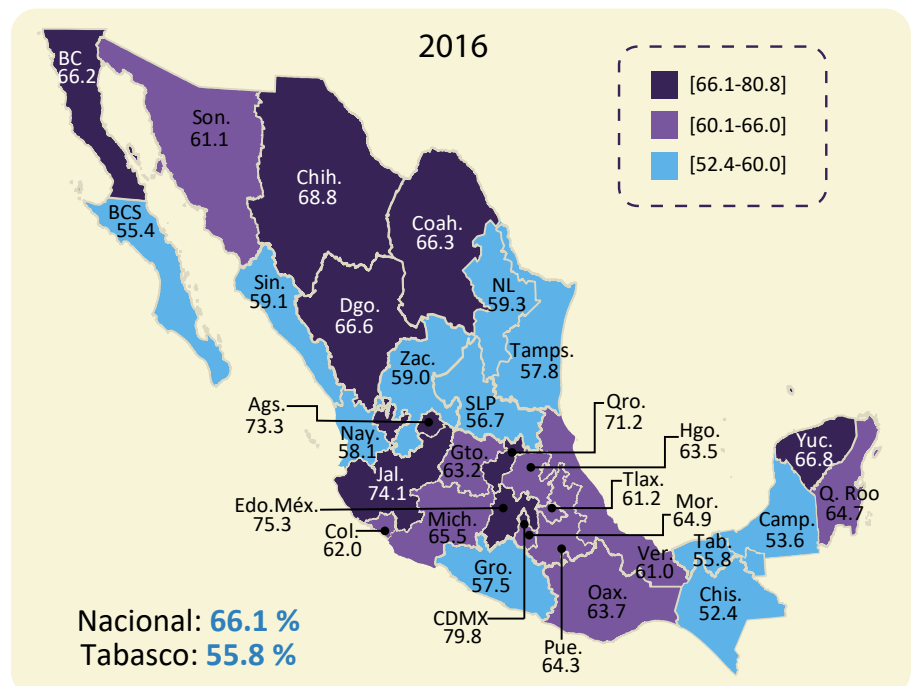 2016
[66.1-80.8]
[60.1-66.0]
[52.4-60.0]
BC
66.2
Son.
61.1
Chih.
68.8
BCS
55.4
Coah.
66.3
Sin.
59.1
Dgo.
66.6
NL
59.3
Zac.
59.0
Tamps.
57.8
Ags.
73.3
SLP
56.7
Qro.
71.2
Nay.
58.1
Gto.
63.2
Hgo.
63.5
Yuc.
66.8
Jal.
74.1
Tlax.
61.2
Q. Roo
64.7
Edo.Méx.
75.3
Mor.
64.9
Camp.
53.6
Col.
62.0
Mich.
65.5
Ver.
61.0
Tab.
55.8
Gro.
57.5
Oax.
63.7
Chis.
52.4
CDMX
79.8
Pue.
64.3
Nacional: 66.1 %
Tabasco: 55.8 %